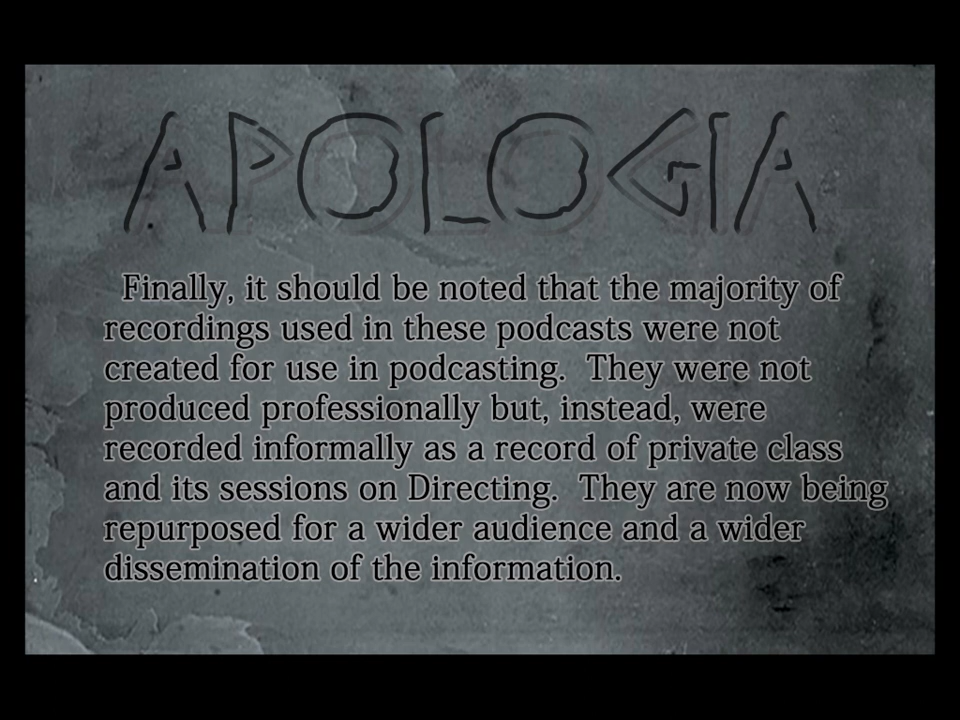 APOLOGIA
Finally, it should be noted that the majority of
recordings used in these podcasts were not
created for use in podcasting. They were not
produced professionally but, instead, were
recorded informally as a record of private class
and its sessions on Directing. They are now being
repurposed for a wider audience and a wider
dissemination of the information.